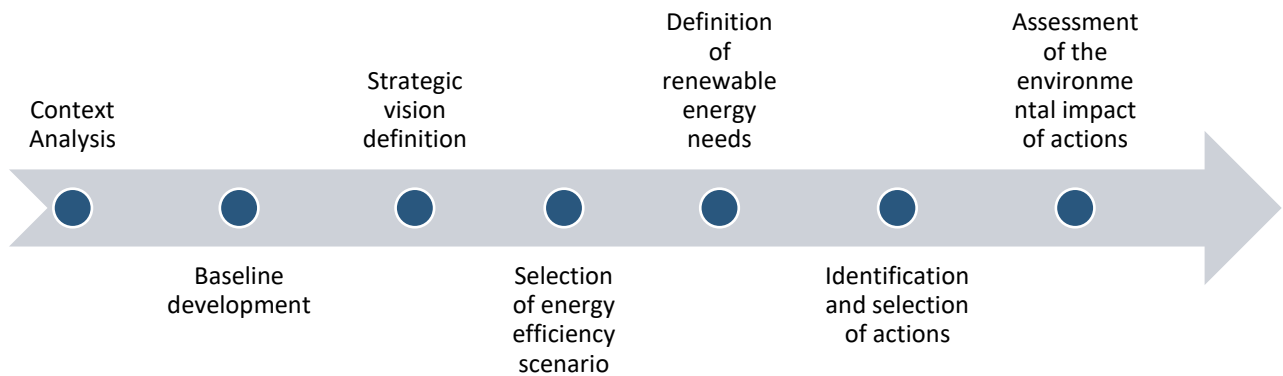 Context
Analysis
Baseline
development
Strategic
vision
definition
Selection
of energy
efficiency
scenario
Definition
of
renewable
energy
needs
Identification
and selection
of actions
Assessment
of the
environme
ntal impact
of actions